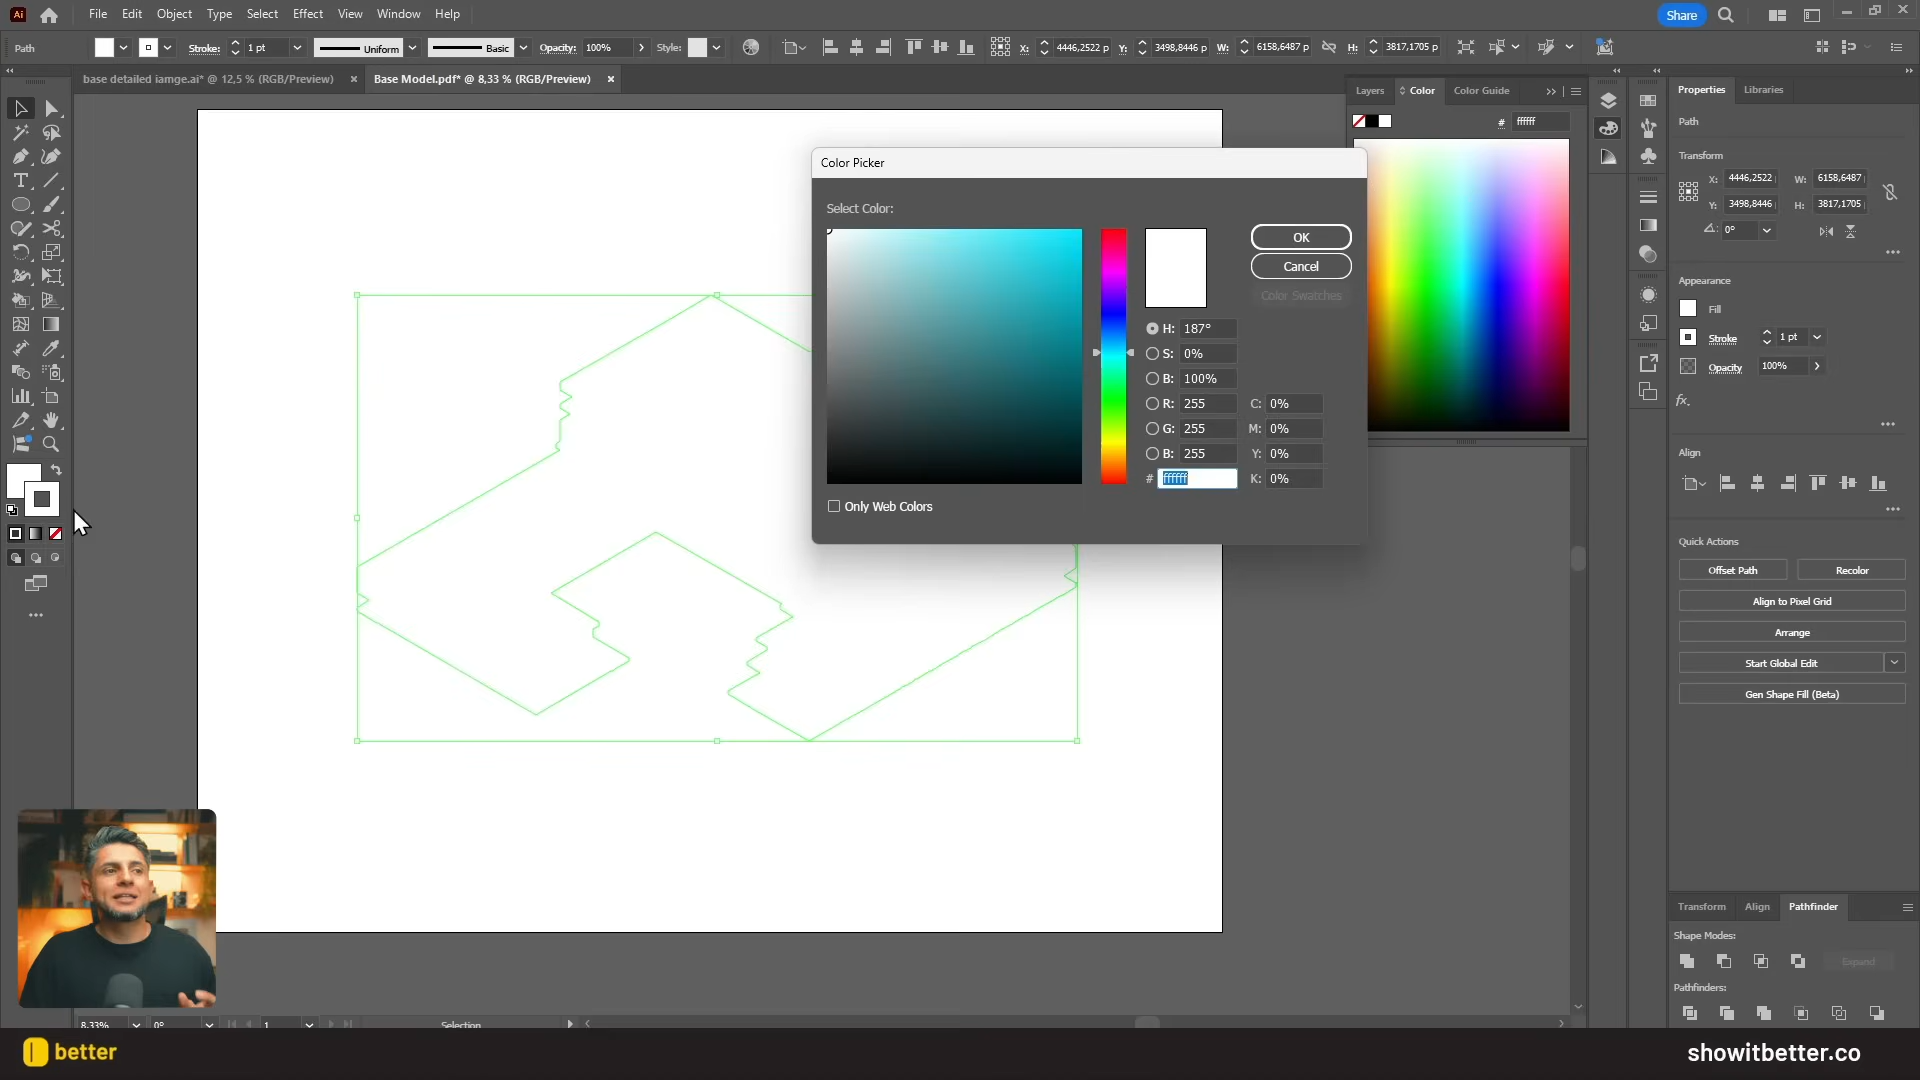 Ai File Edit Object Type Select Effect View Window Help Share
Path Stroke: 1 pt Uniform Basic Opacity: 100% Style: X: 4446,2522 p Y: 3498,8446 p W: 6158,6487 p H: 3817,1705 p
base detailed iamge.ai* @ 12,5 % (RGB/Preview) × Base Model.pdf* @ 8,33 % (RGB/Preview) ×
Layers Color Color Guide
# ffffff
Color Picker
Select Color:
OK
Cancel
Color Swatches
H: 187°
S: 0%
B: 100%
R: 255 C: 0%
G: 255 M: 0%
B: 255 Y: 0%
# ffffff K: 0%
Only Web Colors
Properties Libraries
Path
Transform
X: 4446,2522 W: 6158,6487
Y: 3498,8446 H: 3817,1705
0°
Appearance
Fill
Stroke 1 pt
Opacity 100%
fx.
Align
Quick Actions
Offset Path Recolor
Align to Pixel Grid
Arrange
Start Global Edit
Gen Shape Fill (Beta)
Transform Align Pathfinder
Shape Modes:
Expand
Pathfinders:
8,33% 0° 1 Selection
better
showitbetter.co